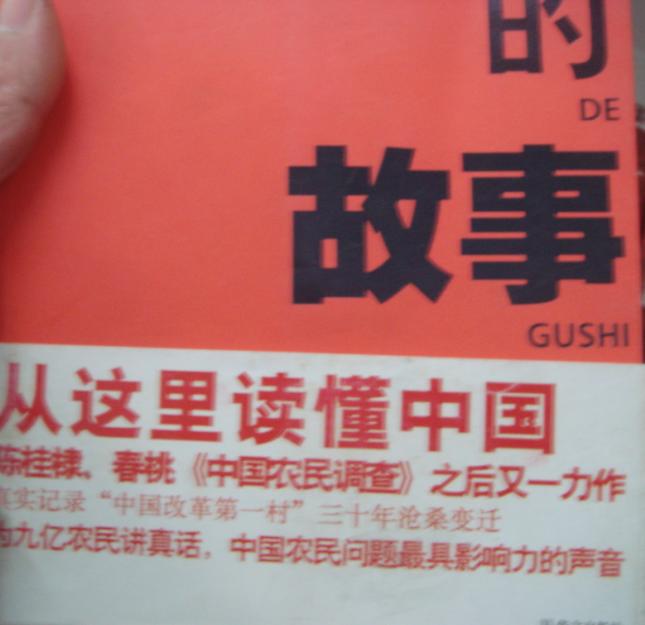 的
DE
故事
GUSHI
从这里读懂中国
陈桂棣、春桃《中国农民调查》之后又一力作
真实记录“中国改革第一村”三十年沧桑变迁
为九亿农民讲真话，中国农民问题最具影响力的声音